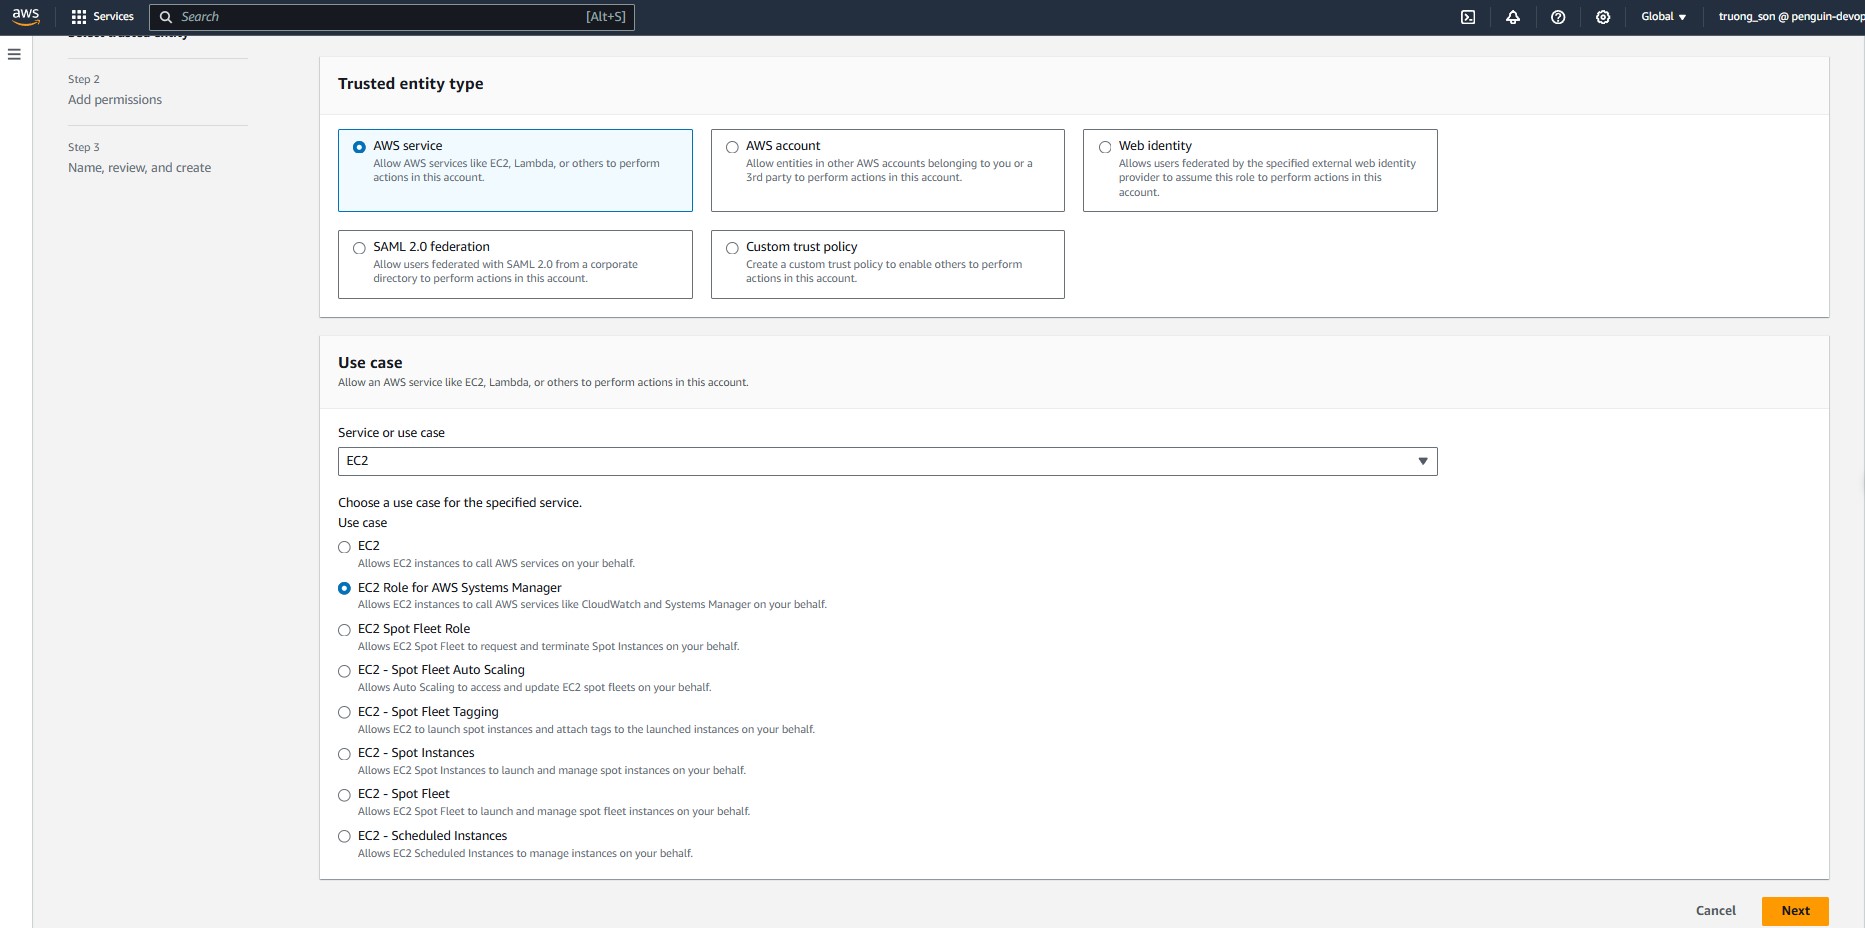 aws
Services
Search
[Alt+S]
Global
truong_son @ penguin-devop
Select trusted entity
Step 2
Add permissions
Step 3
Name, review, and create
Trusted entity type
AWS service
Allow AWS services like EC2, Lambda, or others to perform
actions in this account.
AWS account
Allow entities in other AWS accounts belonging to you or a
3rd party to perform actions in this account.
Web identity
Allows users federated by the specified external web identity
provider to assume this role to perform actions in this
account.
SAML 2.0 federation
Allow users federated with SAML 2.0 from a corporate
directory to perform actions in this account.
Custom trust policy
Create a custom trust policy to enable others to perform
actions in this account.
Use case
Allow an AWS service like EC2, Lambda, or others to perform actions in this account.
Service or use case
EC2
Choose a use case for the specified service.
Use case
EC2
Allows EC2 instances to call AWS services on your behalf.
EC2 Role for AWS Systems Manager
Allows EC2 instances to call AWS services like CloudWatch and Systems Manager on your behalf.
EC2 Spot Fleet Role
Allows EC2 Spot Fleet to request and terminate Spot Instances on your behalf.
EC2 - Spot Fleet Auto Scaling
Allows Auto Scaling to access and update EC2 spot fleets on your behalf.
EC2 - Spot Fleet Tagging
Allows EC2 to launch spot instances and attach tags to the launched instances on your behalf.
EC2 - Spot Instances
Allows EC2 Spot Instances to launch and manage spot instances on your behalf.
EC2 - Spot Fleet
Allows EC2 Spot Fleet to launch and manage spot fleet instances on your behalf.
EC2 - Scheduled Instances
Allows EC2 Scheduled Instances to manage instances on your behalf.
Cancel
Next